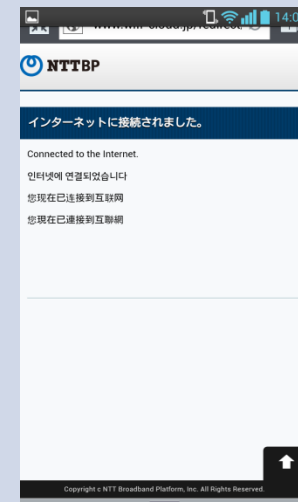 14:0
NTTBP
インターネットに接続されました。
Connected to the Internet.
인터넷에 연결되었습니다
您现在已连接到互联网
您現在已連接到互聯網
Copyright c NTT Broadband Platform, Inc. All Rights Reserved.